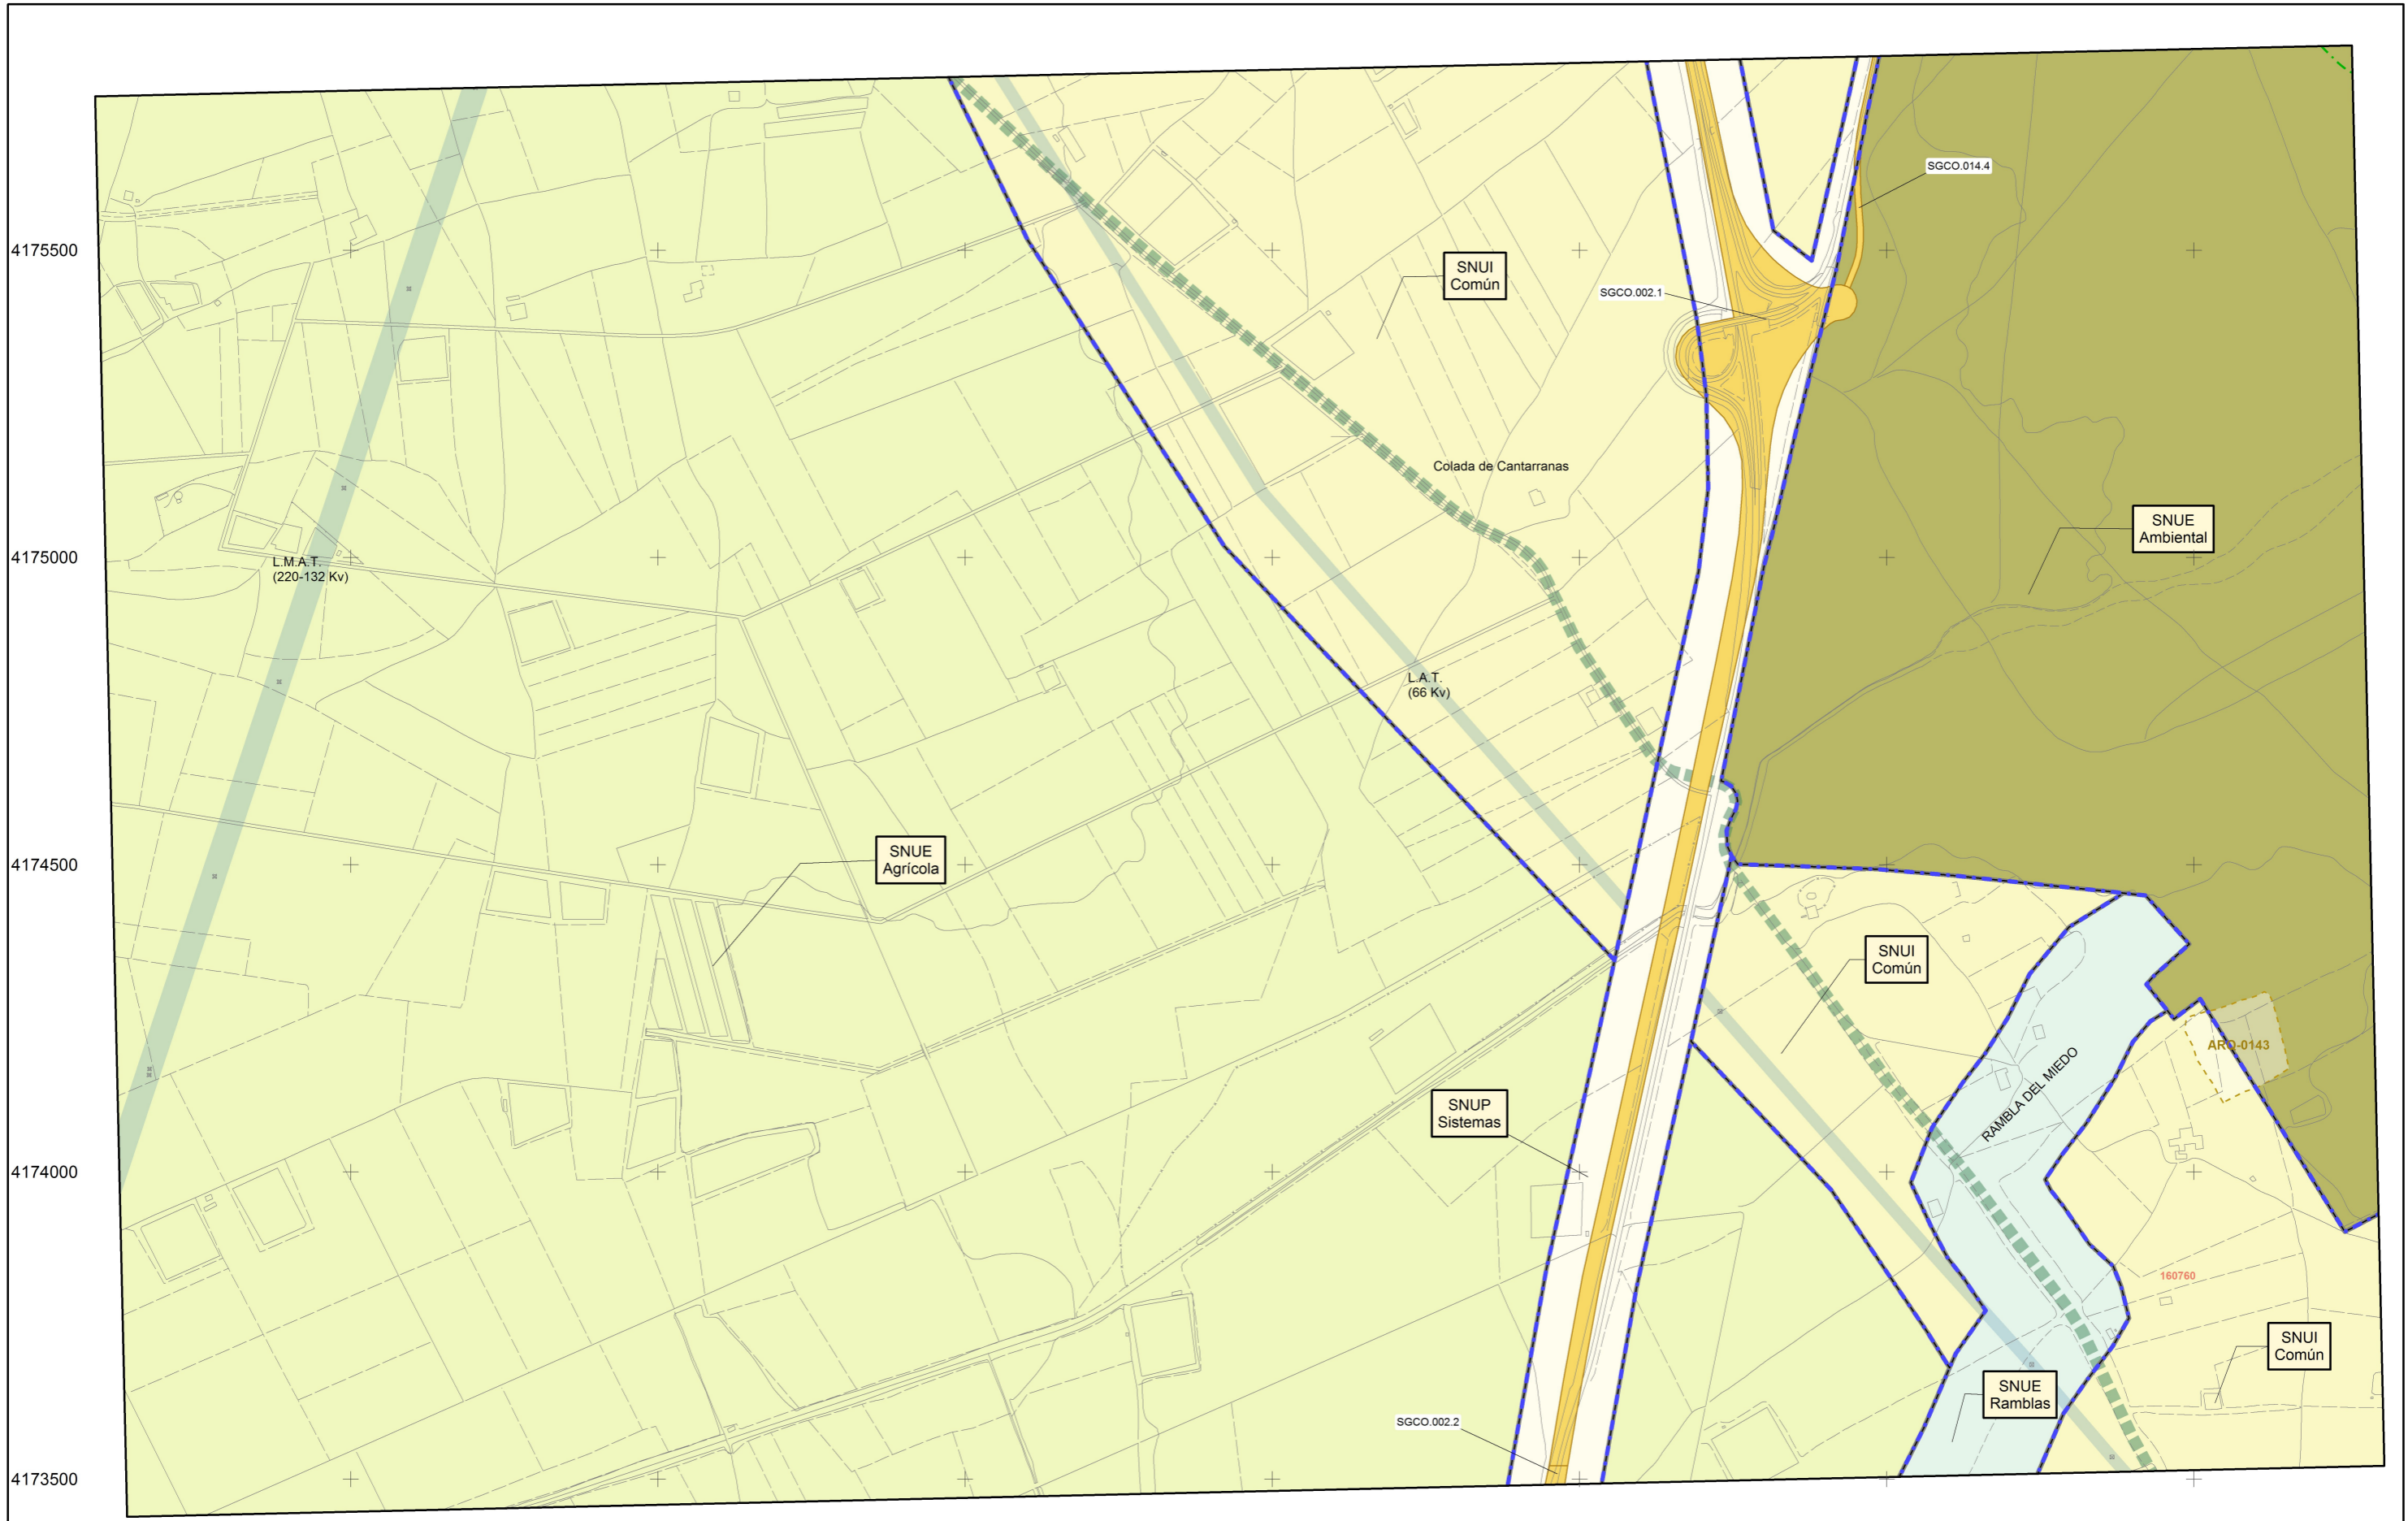 SGCO.014.4
4175500
SNUI
Común
SGCO.002.1
Colada de Cantarranas
SNUE
Ambiental
4175000
L.M.A.T.
(220-132 Kv)
L.A.T.
(66 Kv)
4174500
SNUE
Agrícola
SNUI
Común
ARQ-0143
RAMBLA DEL MIEDO
SNUP
Sistemas
4174000
160760
SNUI
Común
SNUE
Ramblas
SGCO.002.2
4173500